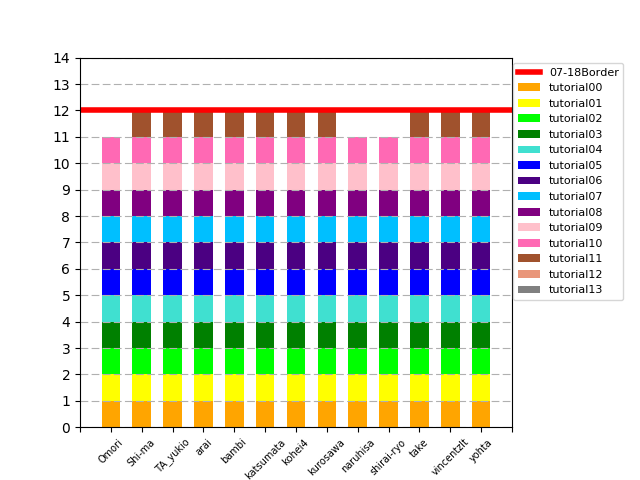 14
13
12
11
10
9
8
7
6
5
4
3
2
1
0
07-18Border
tutorial00
tutorial01
tutorial02
tutorial03
tutorial04
tutorial05
tutorial06
tutorial07
tutorial08
tutorial09
tutorial10
tutorial11
tutorial12
tutorial13
Omori
Shi-ma
TA_yukio
arai
bambi
katsumata
kohei4
kurosawa
naruhisa
shirai-ryo
take
vincentzlt
yohta